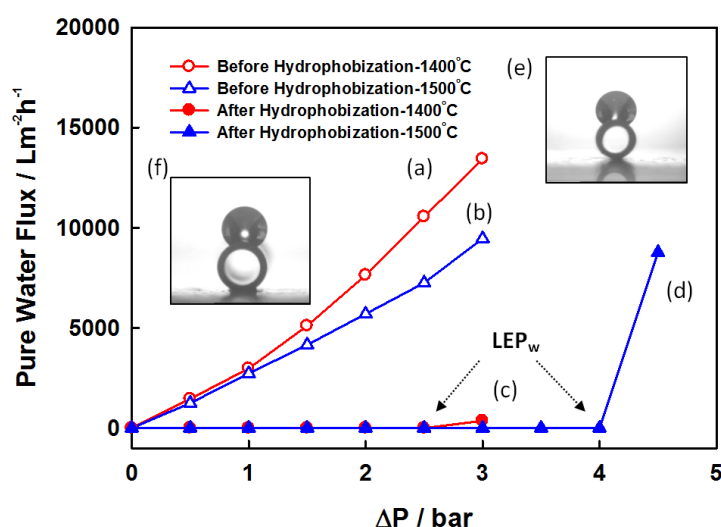 20000
15000
10000
5000
0
Pure Water Flux / Lm⁻²h⁻¹
Before Hydrophobization-1400°C
Before Hydrophobization-1500°C
After Hydrophobization-1400°C
After Hydrophobization-1500°C
(e)
(f)
(a)
(b)
(d)
LEPw
(c)
0 1 2 3 4 5
ΔP / bar